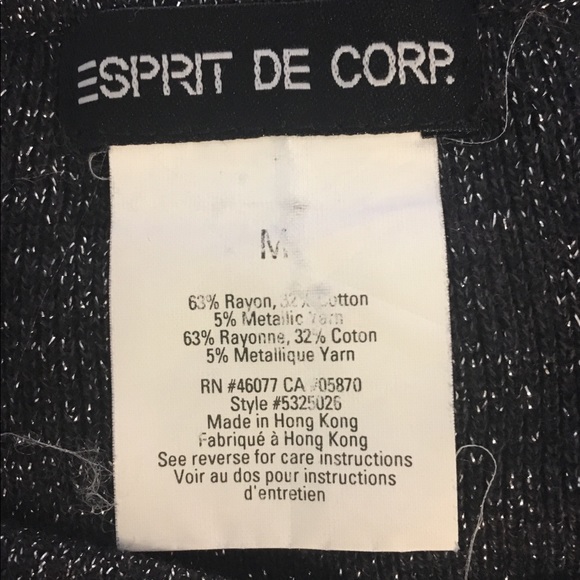 ESPRIT DE CORP.
M
63% Rayon, 32% Cotton
5% Metallic Yarn
63% Rayonne, 32% Coton
5% Metallique Yarn
RN #46077 CA #05870
Style #5325026
Made in Hong Kong
Fabriqué à Hong Kong
See reverse for care instructions
Voir au dos pour instructions
d'entretien